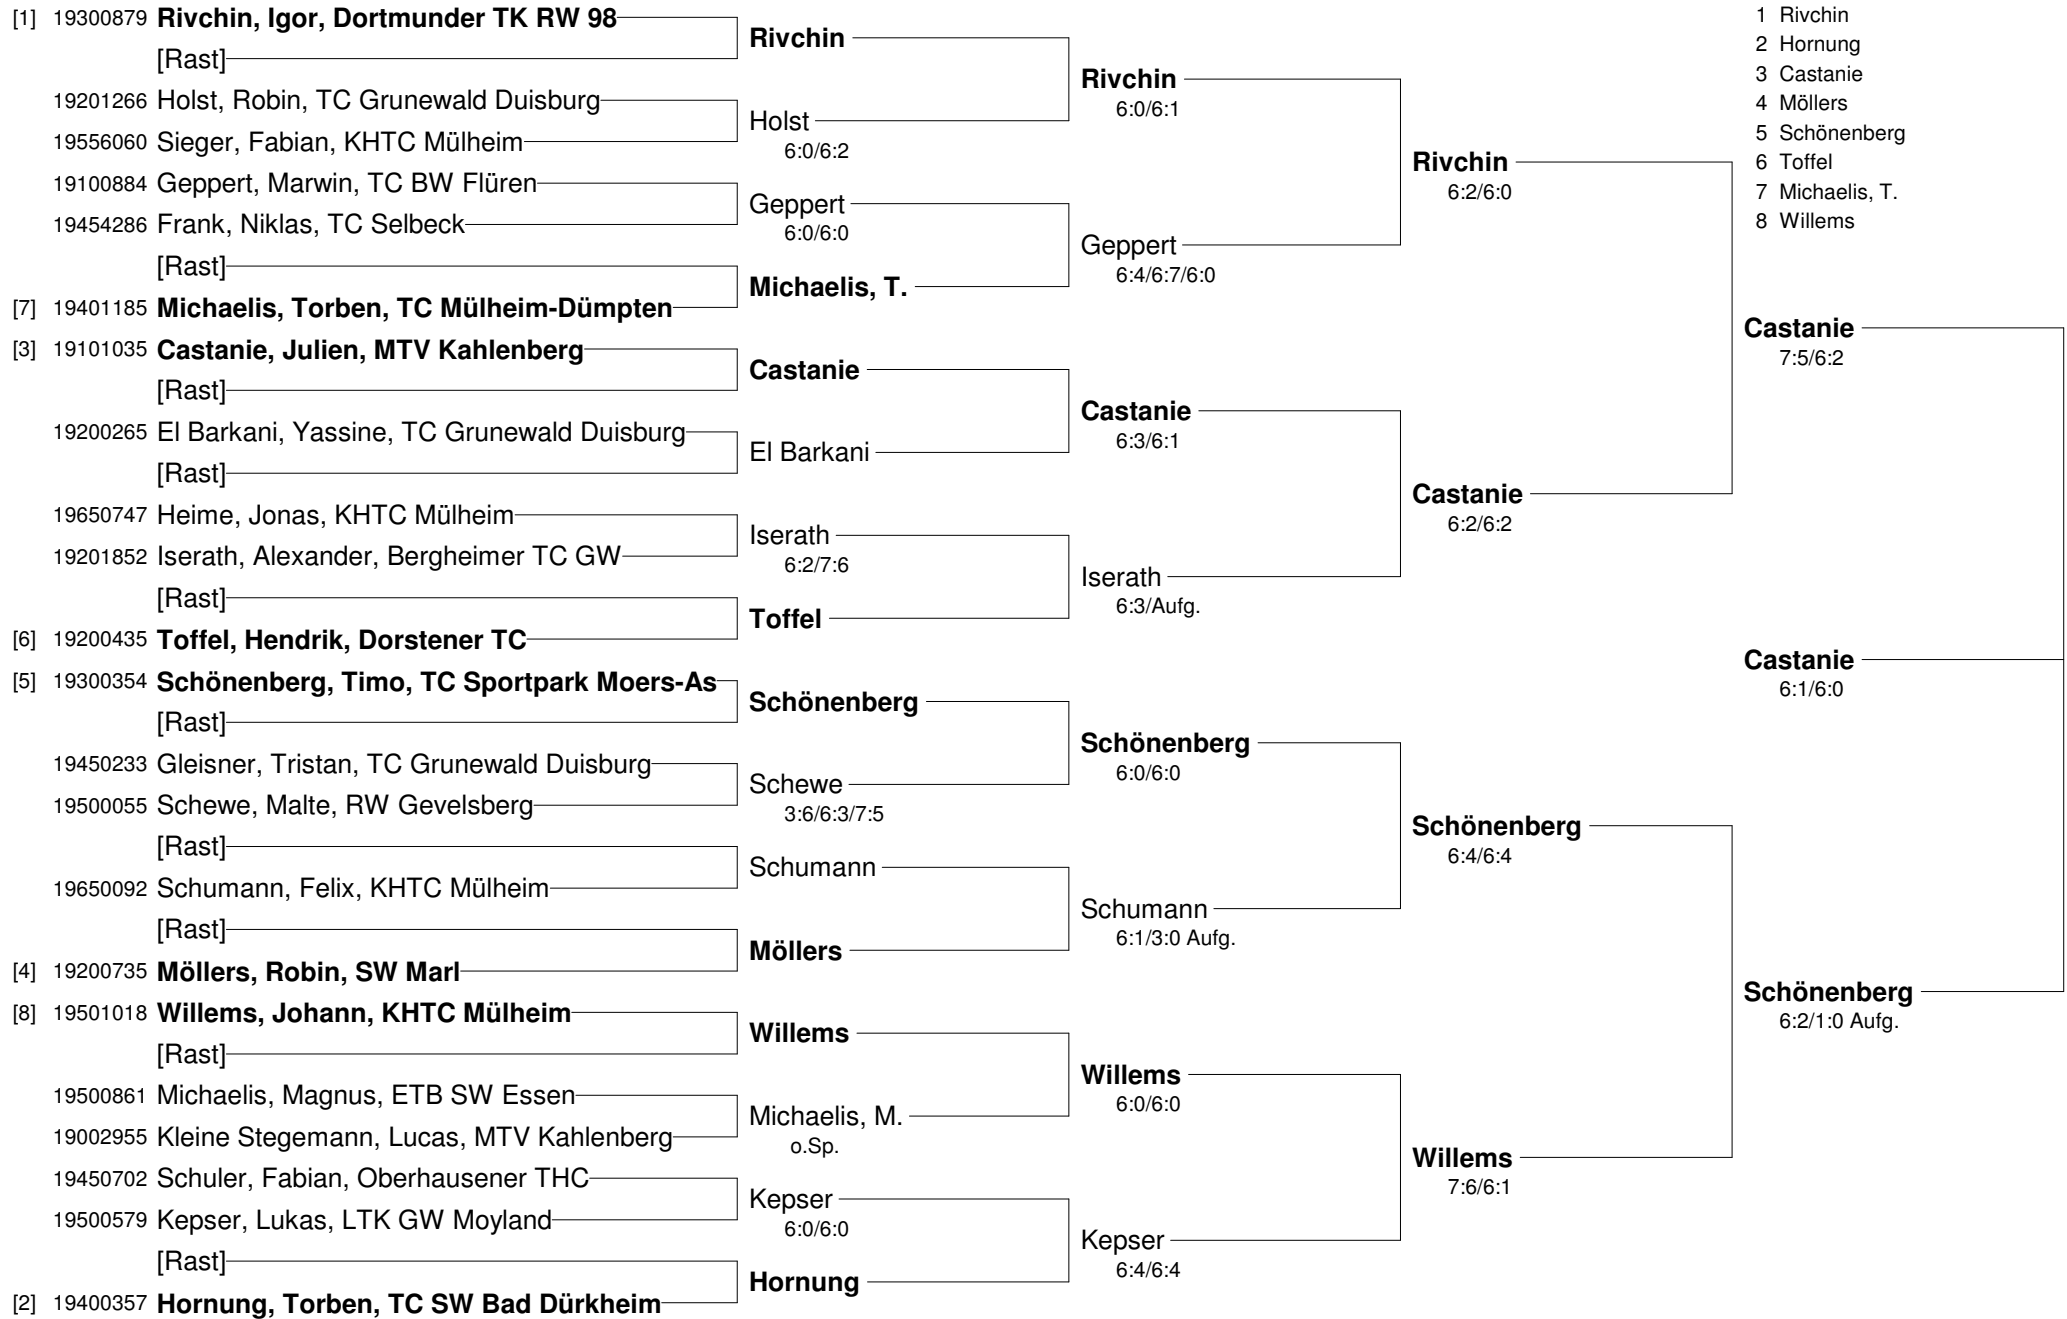 [1] 19300879 Rivchin, Igor, Dortmunder TK RW 98
[Rast]
19201266 Holst, Robin, TC Grunewald Duisburg
19556060 Sieger, Fabian, KHTC Mülheim
19100884 Geppert, Marwin, TC BW Flüren
19454286 Frank, Niklas, TC Selbeck
[Rast]
[7] 19401185 Michaelis, Torben, TC Mülheim-Dümpten
[3] 19101035 Castanie, Julien, MTV Kahlenberg
[Rast]
19200265 El Barkani, Yassine, TC Grunewald Duisburg
[Rast]
19650747 Heime, Jonas, KHTC Mülheim
19201852 Iserath, Alexander, Bergheimer TC GW
[Rast]
[6] 19200435 Toffel, Hendrik, Dorstener TC
[5] 19300354 Schönenberg, Timo, TC Sportpark Moers-As
[Rast]
19450233 Gleisner, Tristan, TC Grunewald Duisburg
19500055 Schewe, Malte, RW Gevelsberg
[Rast]
19650092 Schumann, Felix, KHTC Mülheim
[Rast]
[4] 19200735 Möllers, Robin, SW Marl
[8] 19501018 Willems, Johann, KHTC Mülheim
[Rast]
19500861 Michaelis, Magnus, ETB SW Essen
19002955 Kleine Stegemann, Lucas, MTV Kahlenberg
19450702 Schuler, Fabian, Oberhausener THC
19500579 Kepser, Lukas, LTK GW Moyland
[Rast]
[2] 19400357 Hornung, Torben, TC SW Bad Dürkheim
Rivchin
Holst
6:0/6:2
Geppert
6:0/6:0
Michaelis, T.
Castanie
El Barkani
Iserath
6:2/7:6
Toffel
Schönenberg
Schewe
3:6/6:3/7:5
Schumann
Möllers
Willems
Michaelis, M.
o.Sp.
Kepser
6:0/6:0
Hornung
Rivchin
6:0/6:1
Geppert
6:4/6:7/6:0
Castanie
6:3/6:1
Iserath
6:3/Aufg.
Schönenberg
6:0/6:0
Schumann
6:1/3:0 Aufg.
Willems
6:0/6:0
Kepser
6:4/6:4
Rivchin
6:2/6:0
Castanie
6:2/6:2
Schönenberg
6:4/6:4
Willems
7:6/6:1
Castanie
7:5/6:2
Castanie
6:1/6:0
Schönenberg
6:2/1:0 Aufg.
1 Rivchin
2 Hornung
3 Castanie
4 Möllers
5 Schönenberg
6 Toffel
7 Michaelis, T.
8 Willems